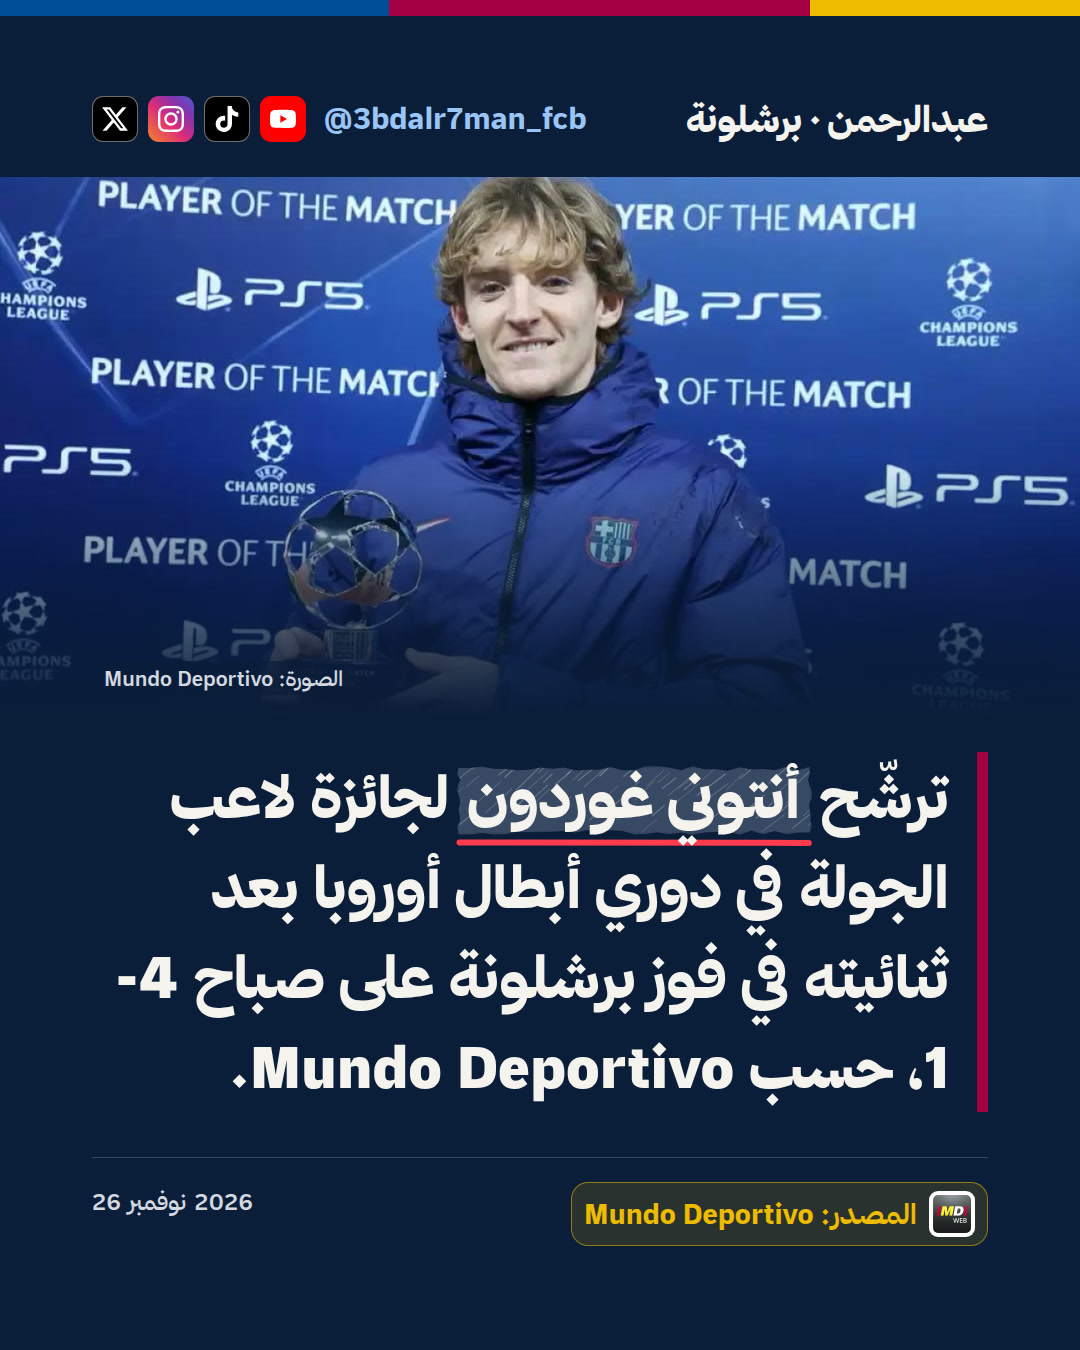 عبدالرحمن · برشلونة
@3bdalr7man_fcb
PLAYER OF THE MATCH
YER OF THE MATCH
CHAMPIONS LEAGUE
PS5
PS5
CHAMPIONS LEAGUE
PLAYER OF THE MATCH
R OF THE MATCH
PS5
CHAMPIONS LEAGUE
PS5
PLAYER OF TH
MATCH
الصورة: Mundo Deportivo
ترشّح أنتوني غوردون لجائزة لاعب
الجولة في دوري أبطال أوروبا بعد
ثنائيته في فوز برشلونة على صباح 4-
1، حسب Mundo Deportivo.
المصدر: Mundo Deportivo
MD WEB
26 نوفمبر 2026